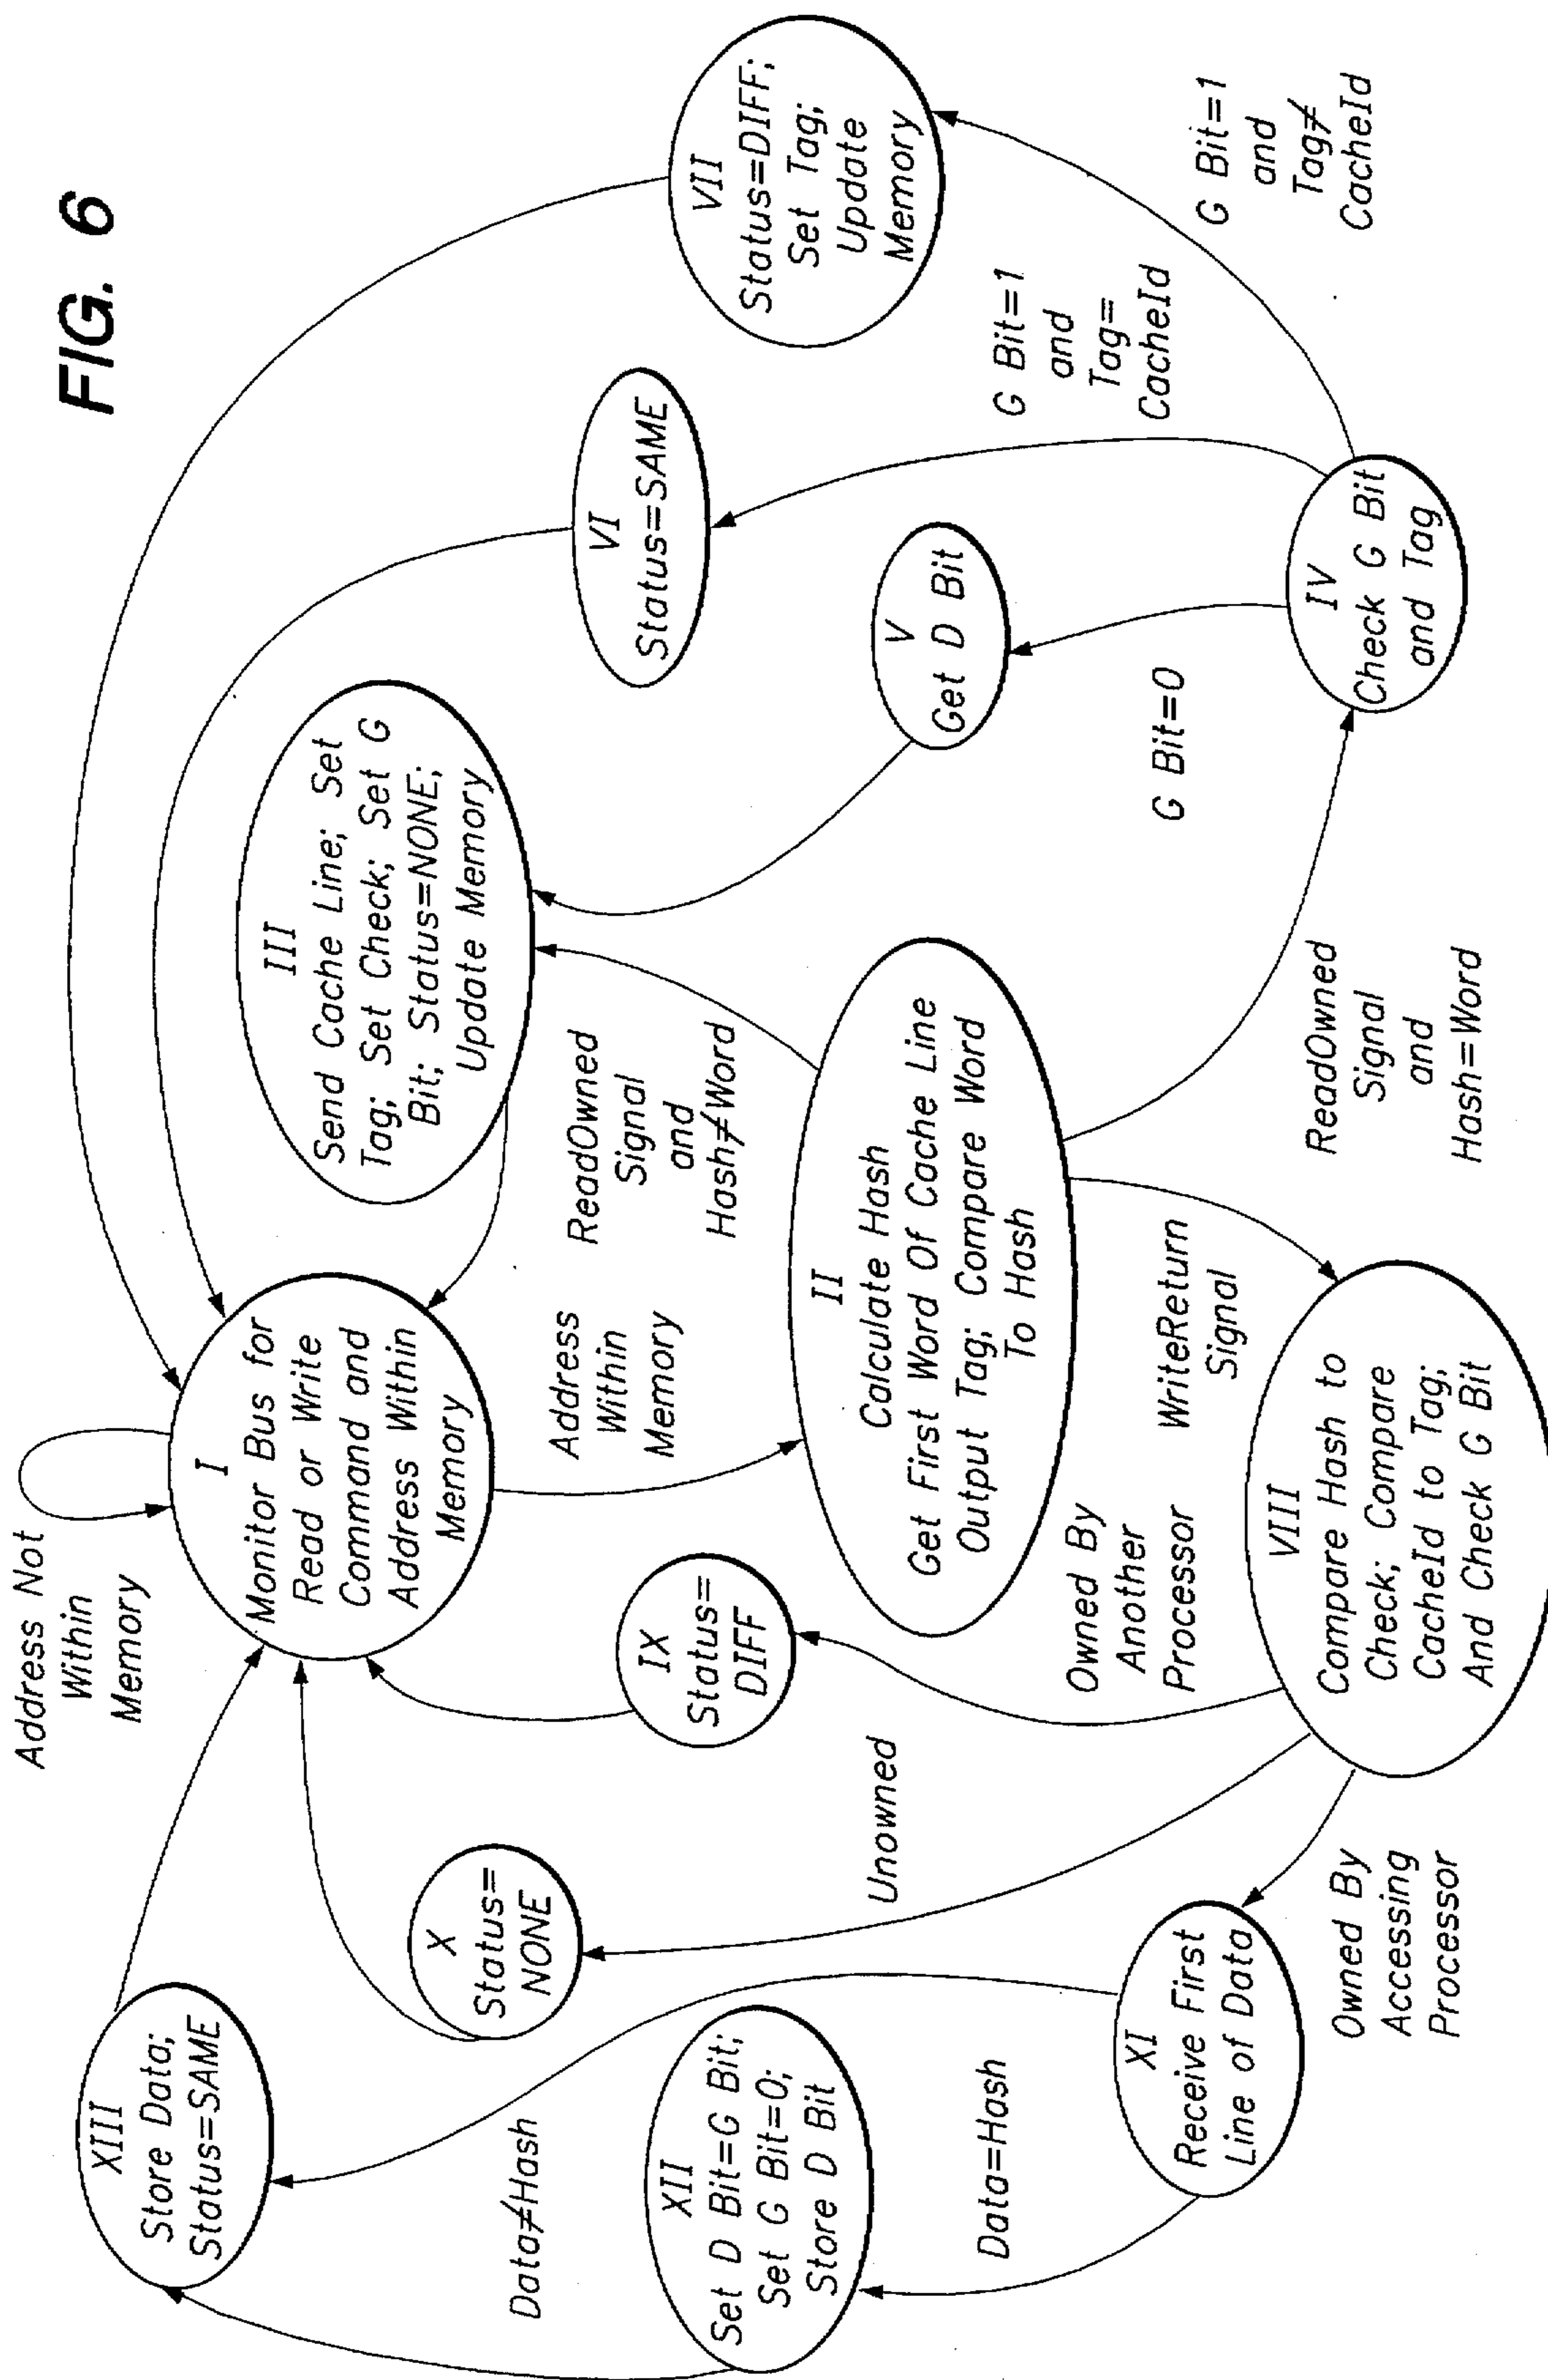 FIG. 6
Address Not
Within
Memory
I
Monitor Bus for
Read or Write
Command and
Address Within
Memory
XIII
Store Data;
Status=SAME
III
Send Cache Line; Set
Tag; Set Check; Set G
Bit; Status=NONE;
Update Memory
X
Status=
NONE
IX
Status=
DIFF
Address
Within
Memory
ReadOwned
Signal
and
Hash≠Word
VI
Status=SAME
VII
Status=DIFF;
Set Tag;
Update
Memory
Data≠Hash
XII
Set D Bit=G Bit;
Set G Bit=0;
Store D Bit
Unowned
II
Calculate Hash
Get First Word Of Cache Line
Output Tag; Compare Word
To Hash
V
Get D Bit
G Bit=1
and
Tag=
CacheId
G Bit=1
and
Tag≠
CacheId
Data=Hash
Owned By
Another
Processor
WriteReturn
Signal
G Bit=0
XI
Receive First
Line of Data
VIII
Compare Hash to
Check; Compare
CacheId to Tag;
And Check G Bit
ReadOwned
Signal
and
Hash=Word
IV
Check G Bit
and Tag
Owned By
Accessing
Processor